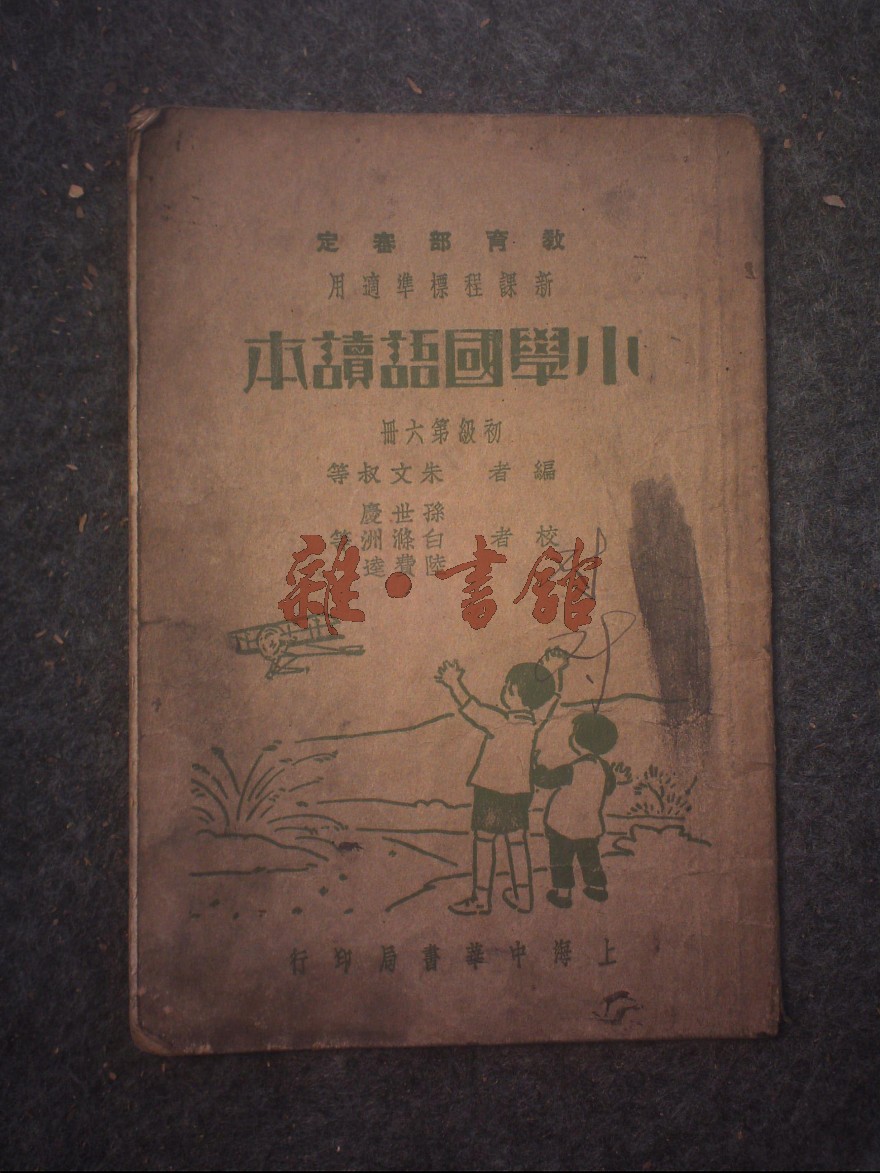 教育部審定
新課程標準適用
小學國語讀本
初級第六冊
編者 朱文叔等
孫世慶
校者 白滌洲等
陸費逵
雜·書館
上海中華書局印行